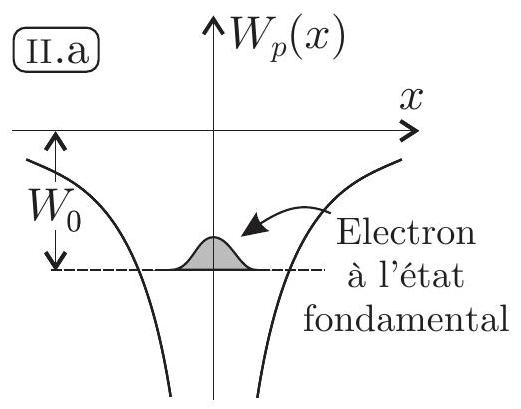 II.a
W_p(x)
x
W_0
Electron
à l'état
fondamental